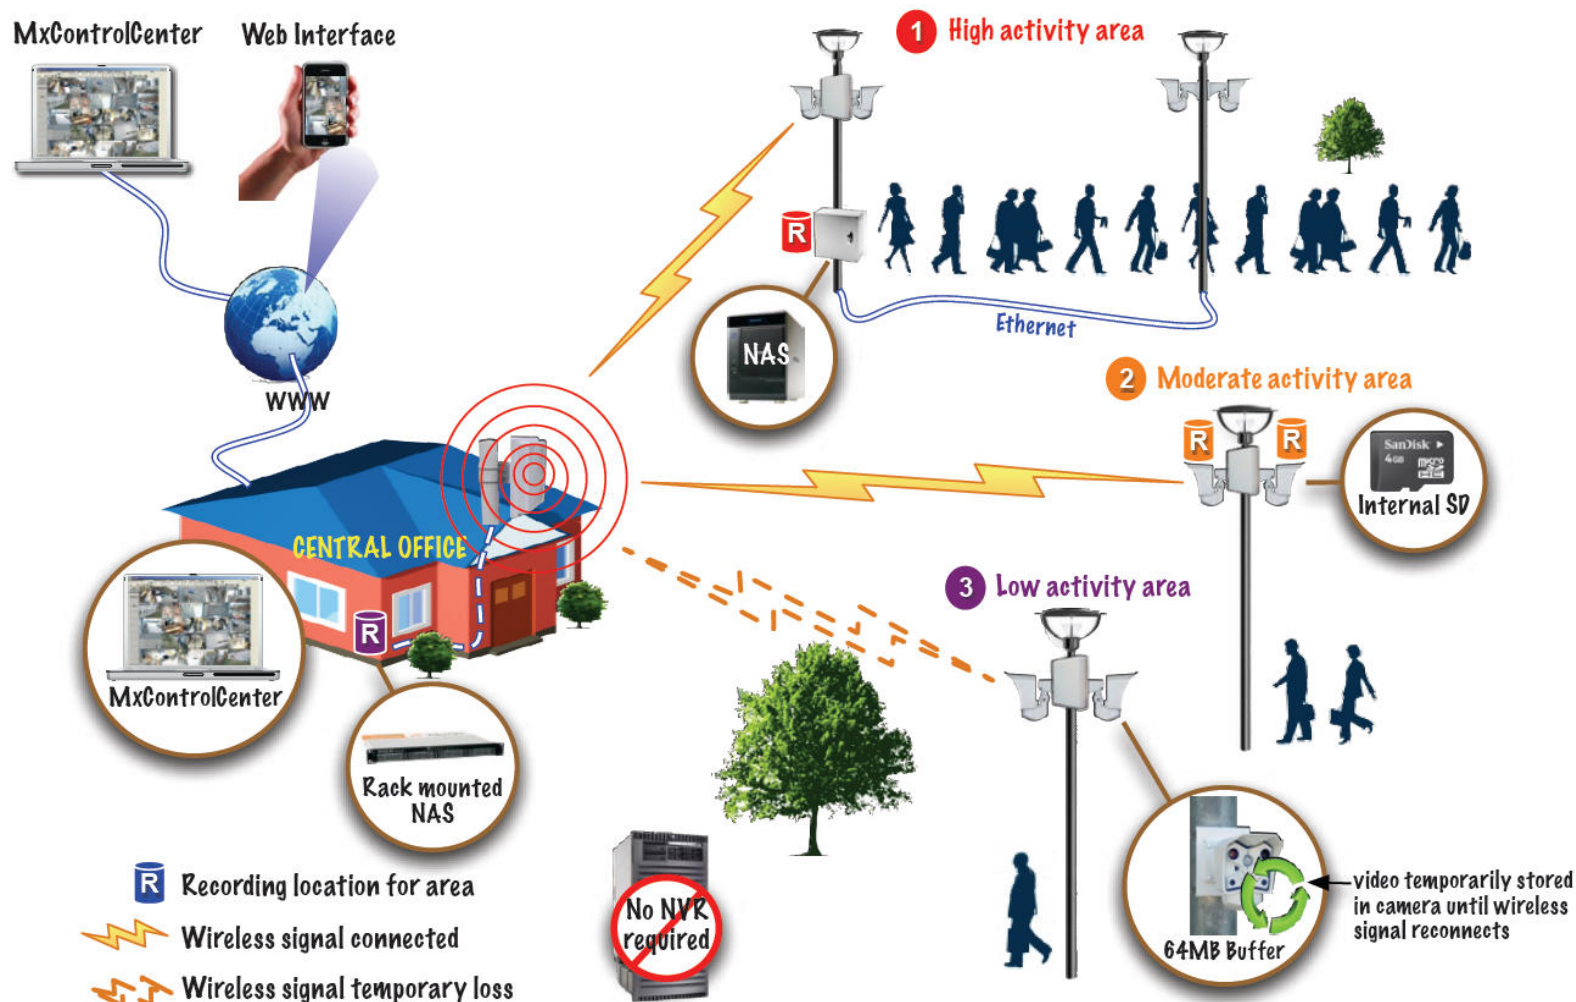 MxControlCenter
Web Interface
1 High activity area
R
NAS
Ethernet
WWW
2 Moderate activity area
R
R
SanDisk
4GB
micro
SD
HC
Internal SD
CENTRAL OFFICE
3 Low activity area
R
MxControlCenter
Rack mounted
NAS
R Recording location for area
Wireless signal connected
Wireless signal temporary loss
No NVR
required
64MB Buffer
video temporarily stored
in camera until wireless
signal reconnects